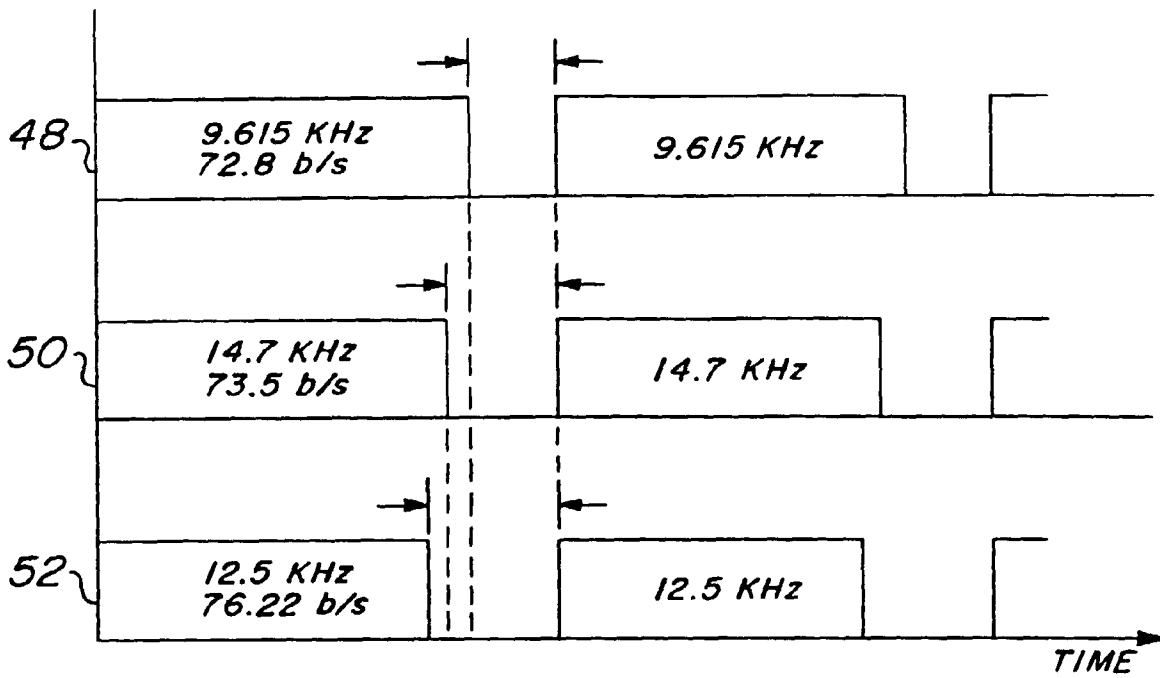 48
9.615 KHz
72.8 b/s
9.615 KHz
50
14.7 KHz
73.5 b/s
14.7 KHz
52
12.5 KHz
76.22 b/s
12.5 KHz
TIME